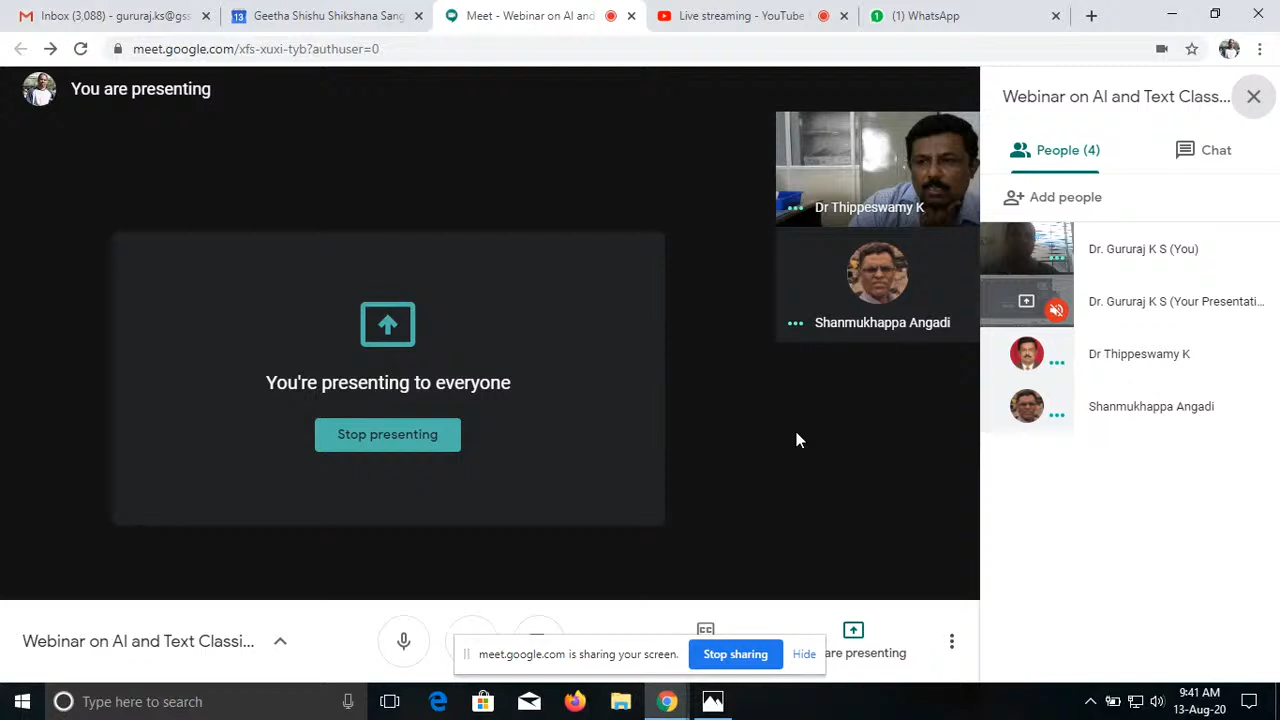 Inbox (3,088) - gururaj.ks@gss
Geetha Shishu Shikshana Sang
Meet - Webinar on AI and
Live streaming - YouTube
(1) WhatsApp
meet.google.com/xfs-xuxi-tyb?authuser=0
You are presenting
Webinar on AI and Text Class...
People (4)
Chat
Add people
Dr Thippeswamy K
Shanmukhappa Angadi
Dr. Gururaj K S (You)
Dr. Gururaj K S (Your Presentati...
Dr Thippeswamy K
Shanmukhappa Angadi
You're presenting to everyone
Stop presenting
Webinar on AI and Text Classi...
CC
are presenting
meet.google.com is sharing your screen.
Stop sharing
Hide
Type here to search
9:41 AM
13-Aug-20